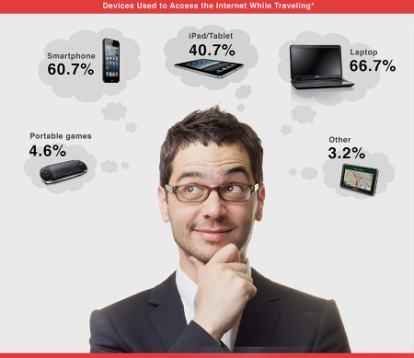 Devices Used to Access the Internet While Traveling*
iPad/Tablet
40.7%
Smartphone
60.7%
Laptop
66.7%
Portable games
4.6%
Other
3.2%